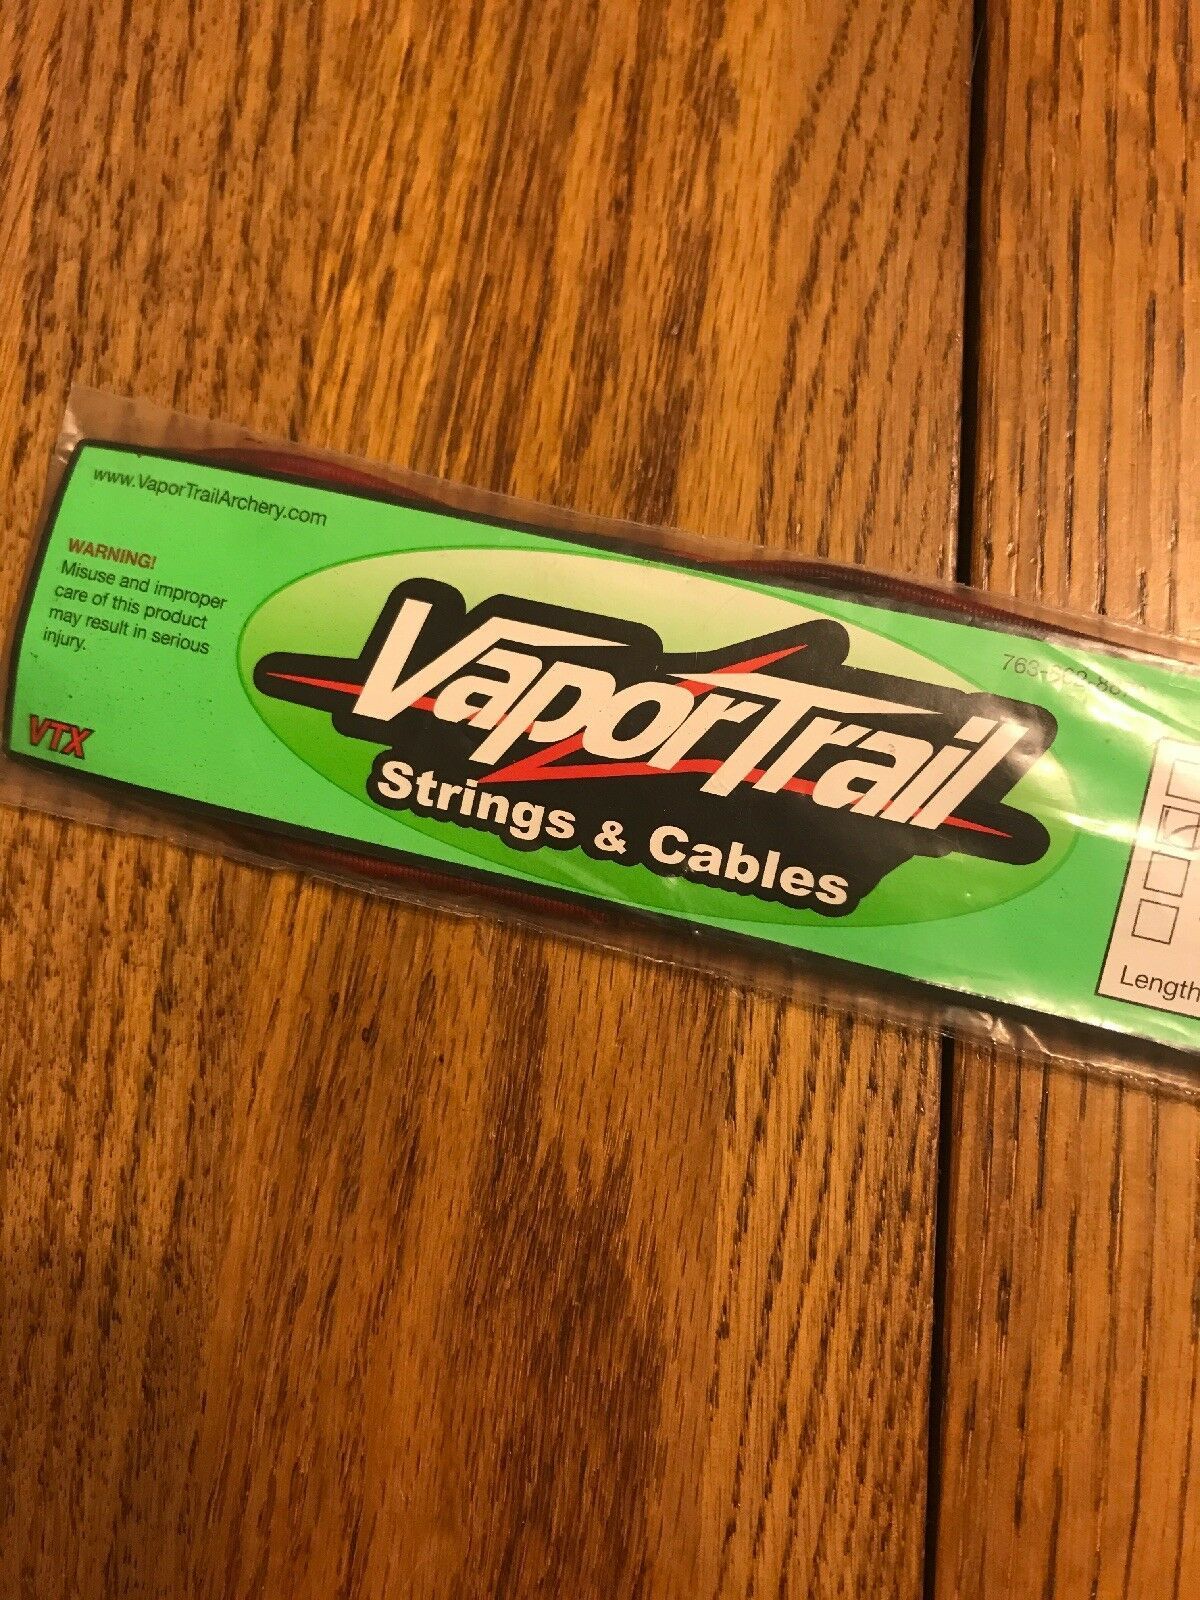 www.VaporTrailArchery.com
WARNING!
Misuse and improper
care of this product
may result in serious
injury.
VTX
VaporTrail
Strings & Cables
Length